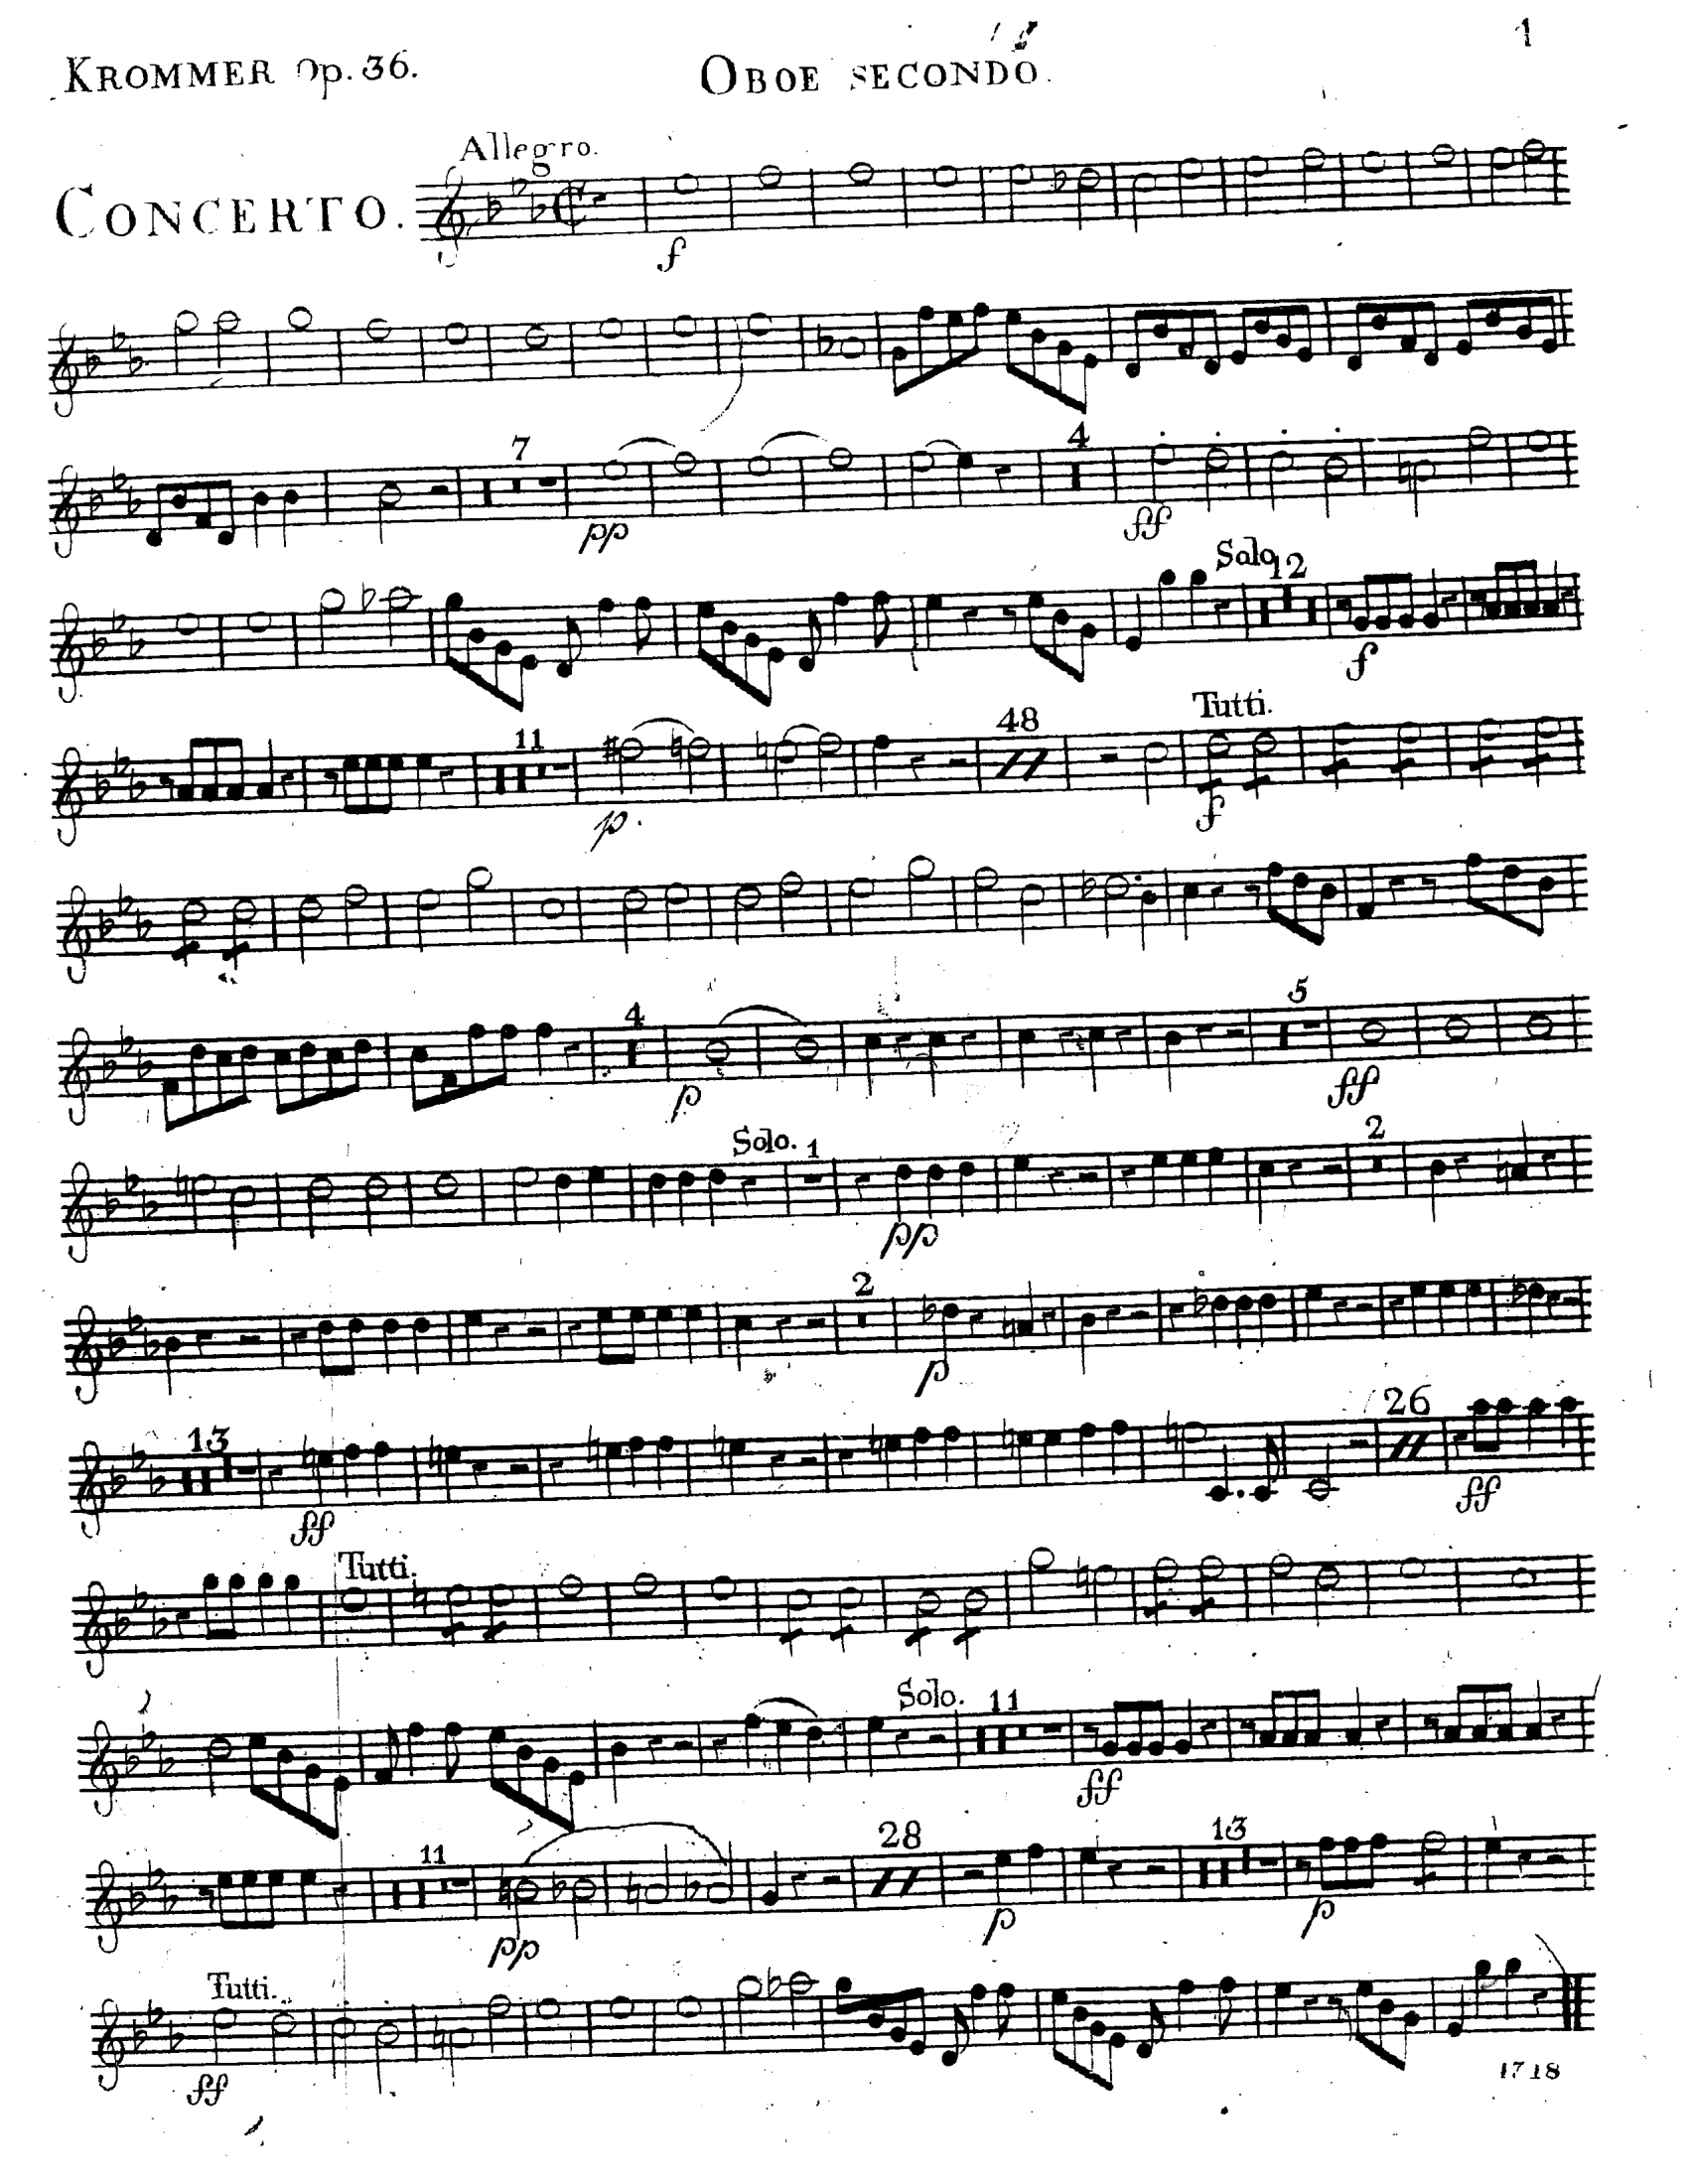 KROMMER Op. 36. OBOE SECONDO. 1
Allegro.
CONCERTO.
f
7 4
pp ff
Solo 12
f
11 48 Tutti.
p. f
4 5
p ff
Solo. 1 2
pp
2
p
13 26
ff ff
Tutti.
Solo. 11
ff
11 28 13
pp p p
Tutti.
ff
1718